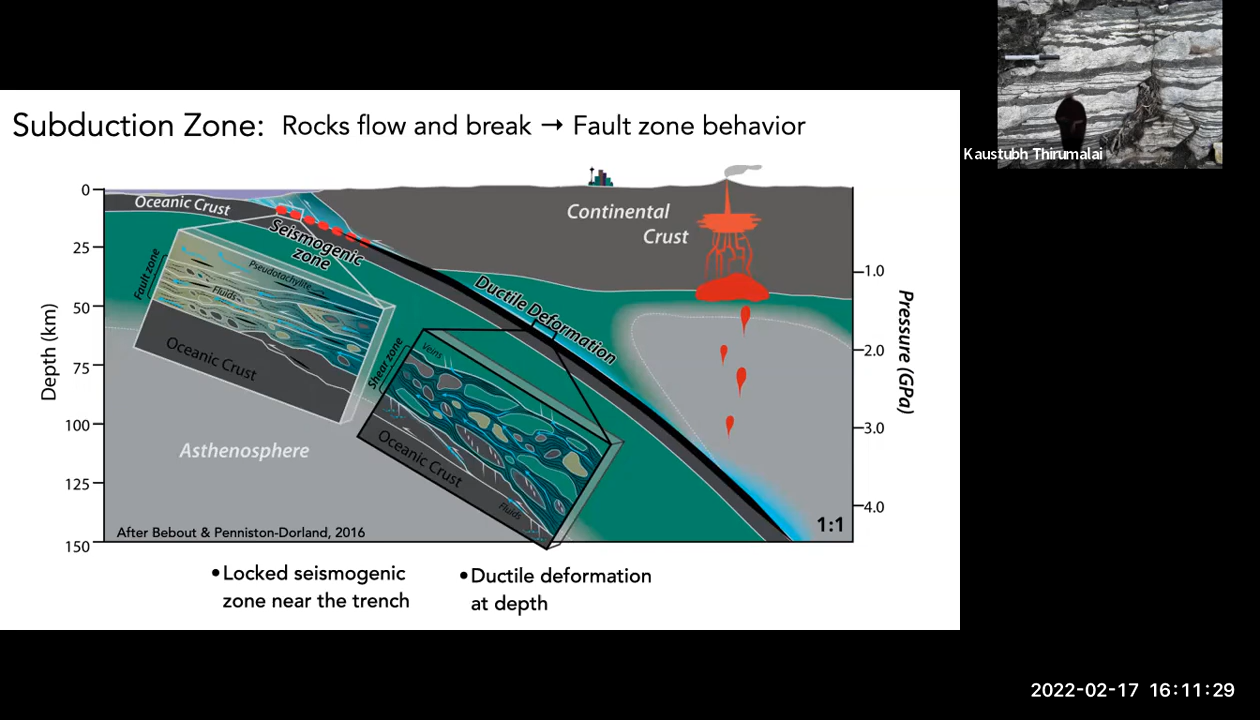 Subduction Zone: Rocks flow and break → Fault zone behavior
Kaustubh Thirumalai
0
25
50
75
100
125
150
Depth (km)
1.0
2.0
3.0
4.0
Pressure (GPa)
Oceanic Crust
Seismogenic
zone
Continental
Crust
Ductile Deformation
Fault zone
Pseudotachylite
Fluids
Oceanic Crust
Shear zone
Veins
Oceanic Crust
Fluids
Asthenosphere
After Bebout & Penniston-Dorland, 2016
1:1
•Locked seismogenic
zone near the trench
•Ductile deformation
at depth
2022-02-17 16:11:29